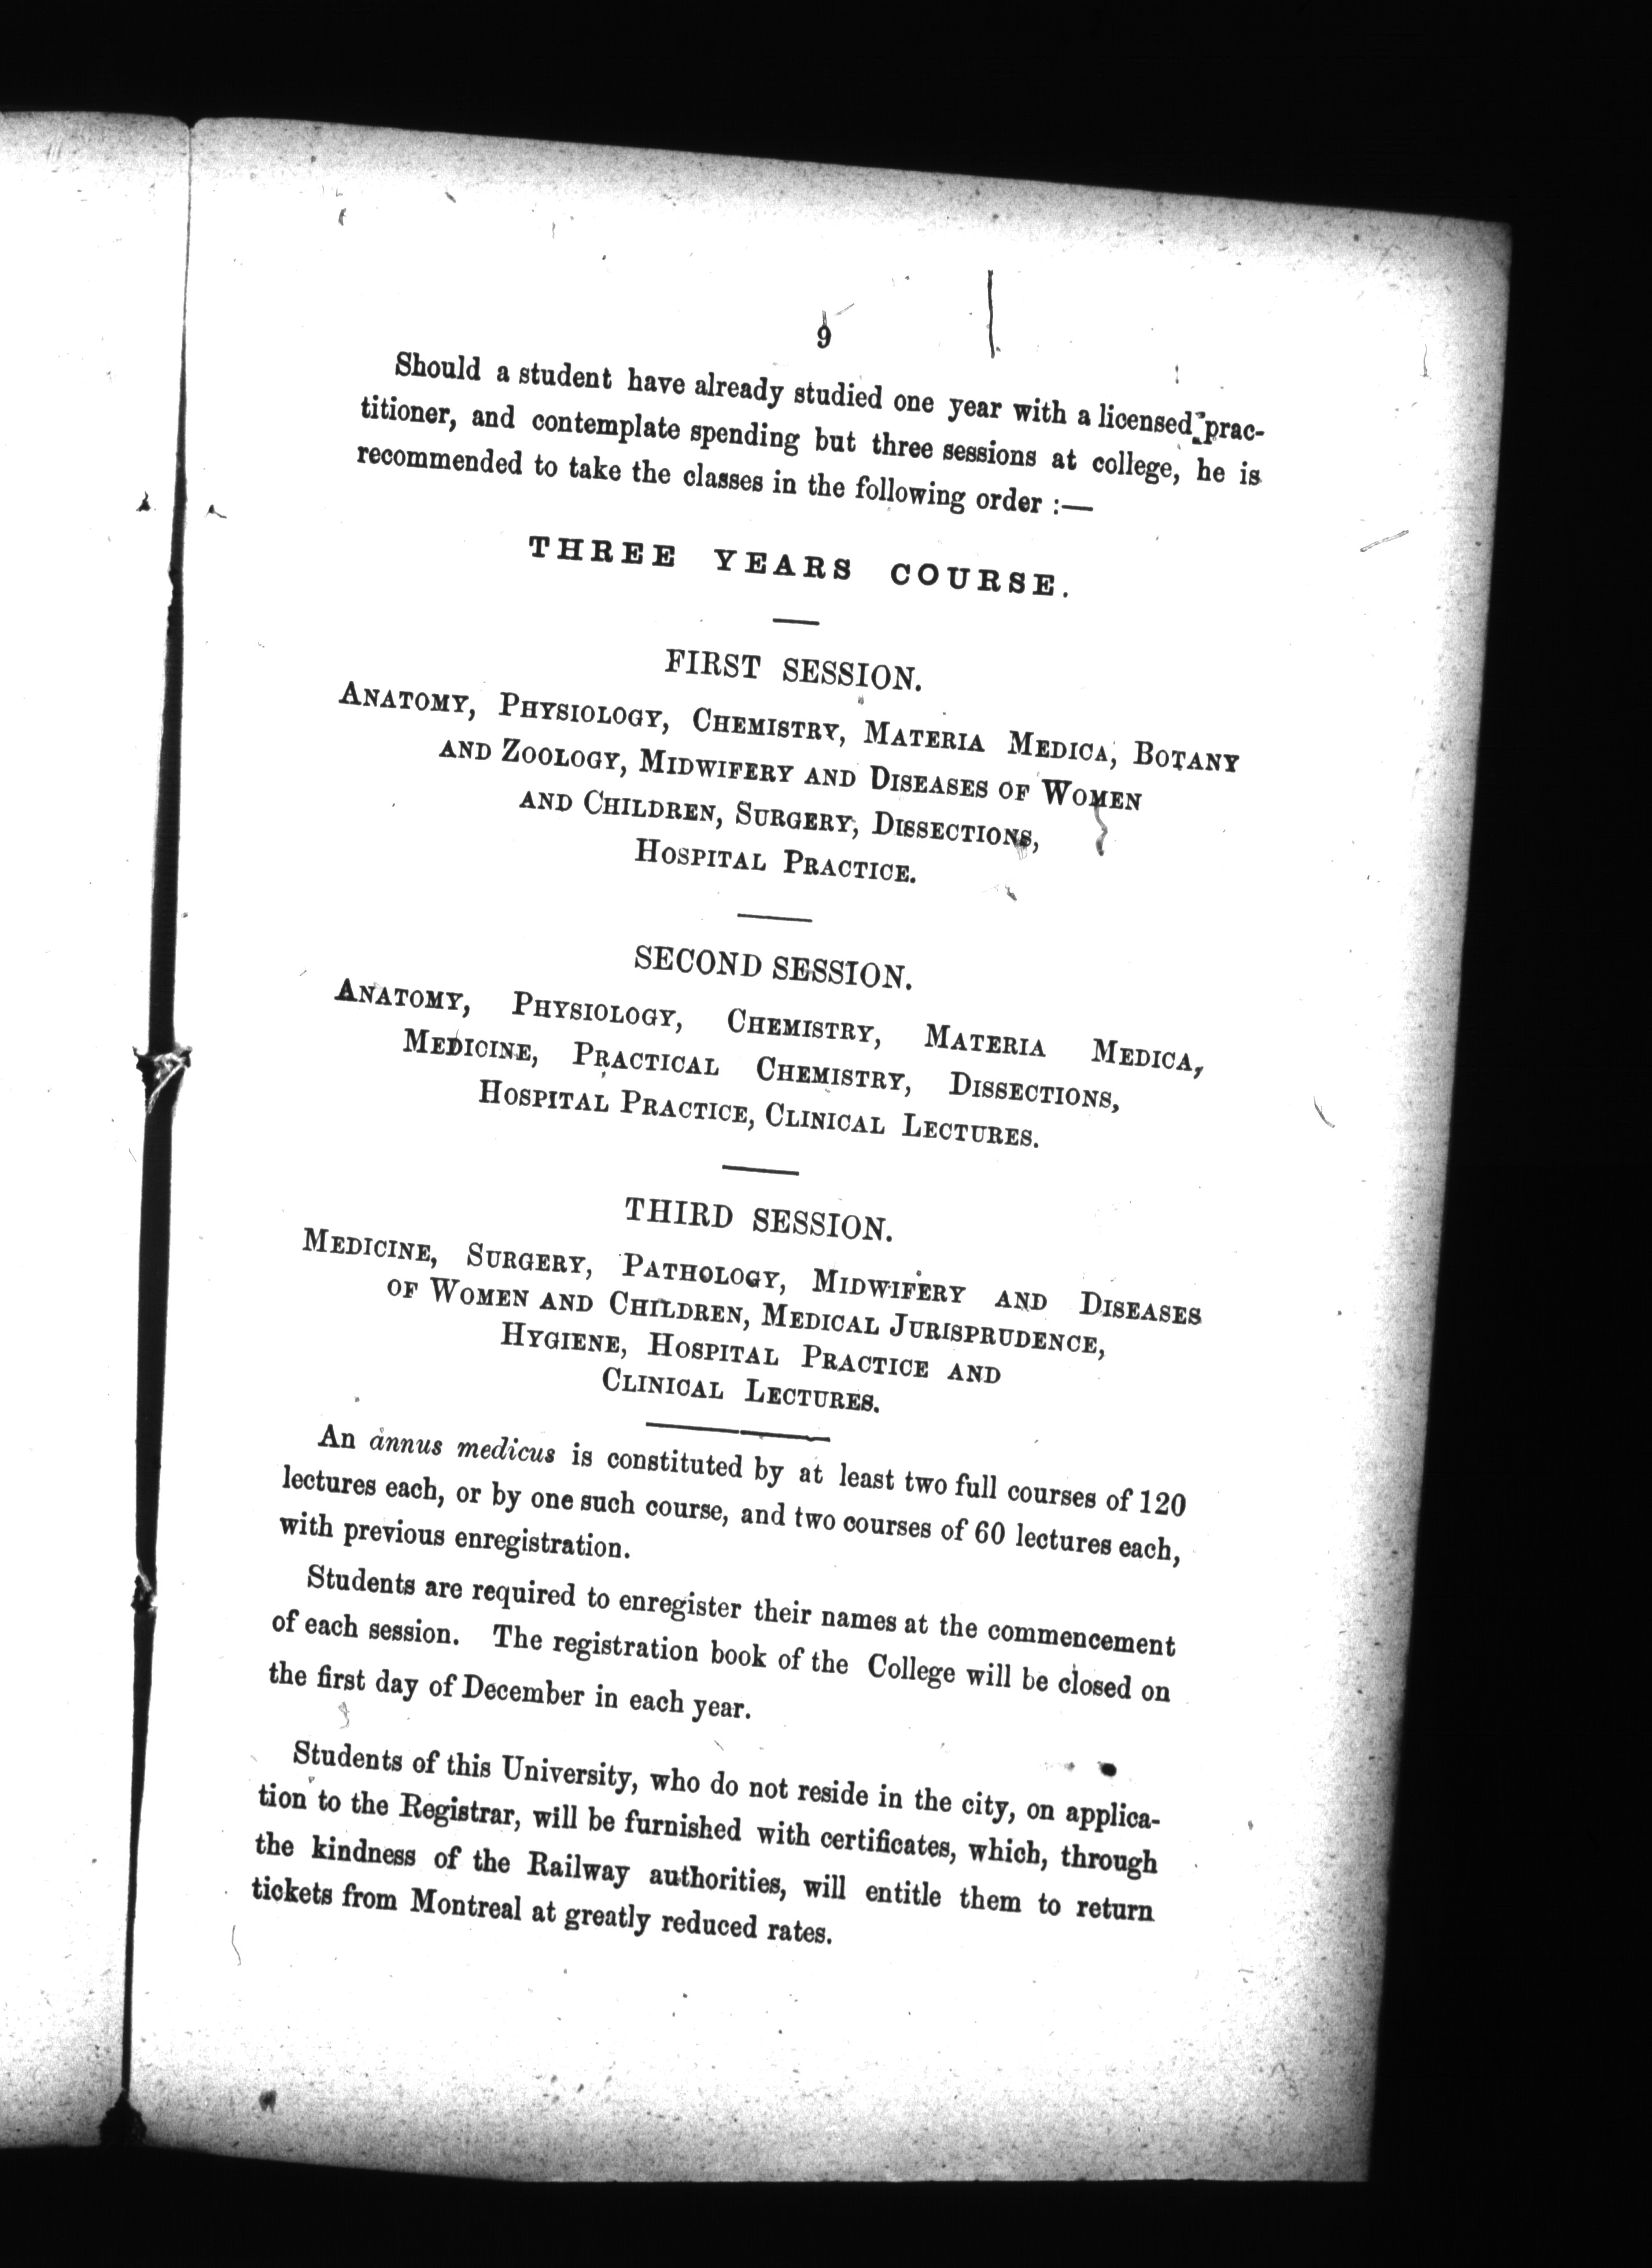 9
Should a student have already studied one year with a licensed prac-
titioner, and contemplate spending but three sessions at college, he is
recommended to take the classes in the following order :—
THREE YEARS COURSE.
FIRST SESSION.
ANATOMY, PHYSIOLOGY, CHEMISTRY, MATERIA MEDICA, BOTANY
AND ZOOLOGY, MIDWIFERY AND DISEASES OF WOMEN
AND CHILDREN, SURGERY, DISSECTIONS,
HOSPITAL PRACTICE.
SECOND SESSION.
ANATOMY, PHYSIOLOGY, CHEMISTRY, MATERIA MEDICA,
MEDICINE, PRACTICAL CHEMISTRY, DISSECTIONS,
HOSPITAL PRACTICE, CLINICAL LECTURES.
THIRD SESSION.
MEDICINE, SURGERY, PATHOLOGY, MIDWIFERY AND DISEASES
OF WOMEN AND CHILDREN, MEDICAL JURISPRUDENCE,
HYGIENE, HOSPITAL PRACTICE AND
CLINICAL LECTURES.
An annus medicus is constituted by at least two full courses of 120
lectures each, or by one such course, and two courses of 60 lectures each,
with previous enregistration.
Students are required to enregister their names at the commencement
of each session. The registration book of the College will be closed on
the first day of December in each year.
Students of this University, who do not reside in the city, on applica-
tion to the Registrar, will be furnished with certificates, which, through
the kindness of the Railway authorities, will entitle them to return
tickets from Montreal at greatly reduced rates.